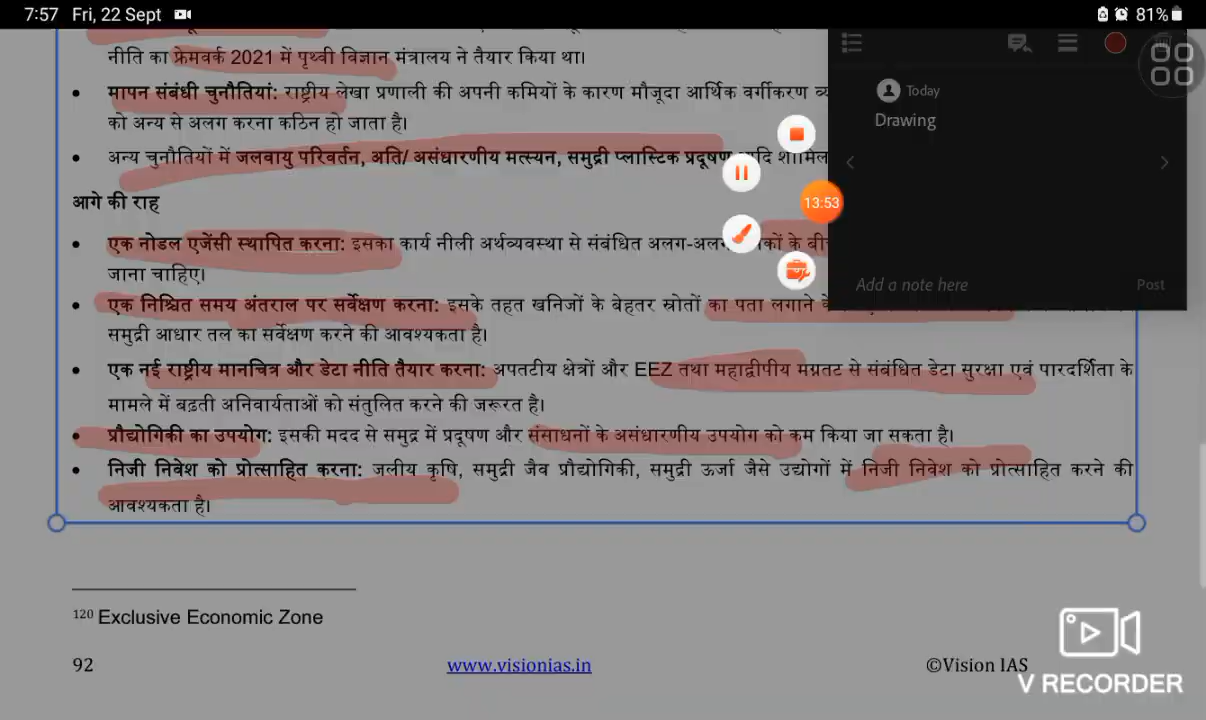 7:57 Fri, 22 Sept 81%
नीति का फ्रेमवर्क 2021 में पृथ्वी विज्ञान मंत्रालय ने तैयार किया था।
• मापन संबंधी चुनौतियां: राष्ट्रीय लेखा प्रणाली की अपनी कमियों के कारण मौजूदा आर्थिक वर्गीकरण
को अन्य से अलग करना कठिन हो जाता है।
• अन्य चुनौतियों में जलवायु परिवर्तन, अति/ असंधारणीय मत्स्यन, समुद्री प्लास्टिक प्रदूषण
आगे की राह
• एक नोडल एजेंसी स्थापित करना: इसका कार्य नीली अर्थव्यवस्था से संबंधित अलग-अलग के
जाना चाहिए।
• एक निश्चित समय अंतराल पर सर्वेक्षण करना: इसके तहत खनिजों के बेहतर स्रोतों का पता लगाने
समुद्री आधार तल का सर्वेक्षण करने की आवश्यकता है।
• एक नई राष्ट्रीय मानचित्र और डेटा नीति तैयार करना: अपतटीय क्षेत्रों और EEZ तथा महाद्वीपीय मग्नतट से संबंधित डेटा सुरक्षा एवं पारदर्शिता के
मामले में बढ़ती अनिवार्यताओं को संतुलित करने की जरूरत है।
• प्रौद्योगिकी का उपयोग: इसकी मदद से समुद्र में प्रदूषण और संसाधनों के असंधारणीय उपयोग को कम किया जा सकता है।
• निजी निवेश को प्रोत्साहित करना: जलीय कृषि, समुद्री जैव प्रौद्योगिकी, समुद्री ऊर्जा जैसे उद्योगों में निजी निवेश को प्रोत्साहित करने की
आवश्यकता है।
Today
Drawing
13:53
Add a note here Post
120 Exclusive Economic Zone
92 www.visionias.in ©Vision IAS
V RECORDER